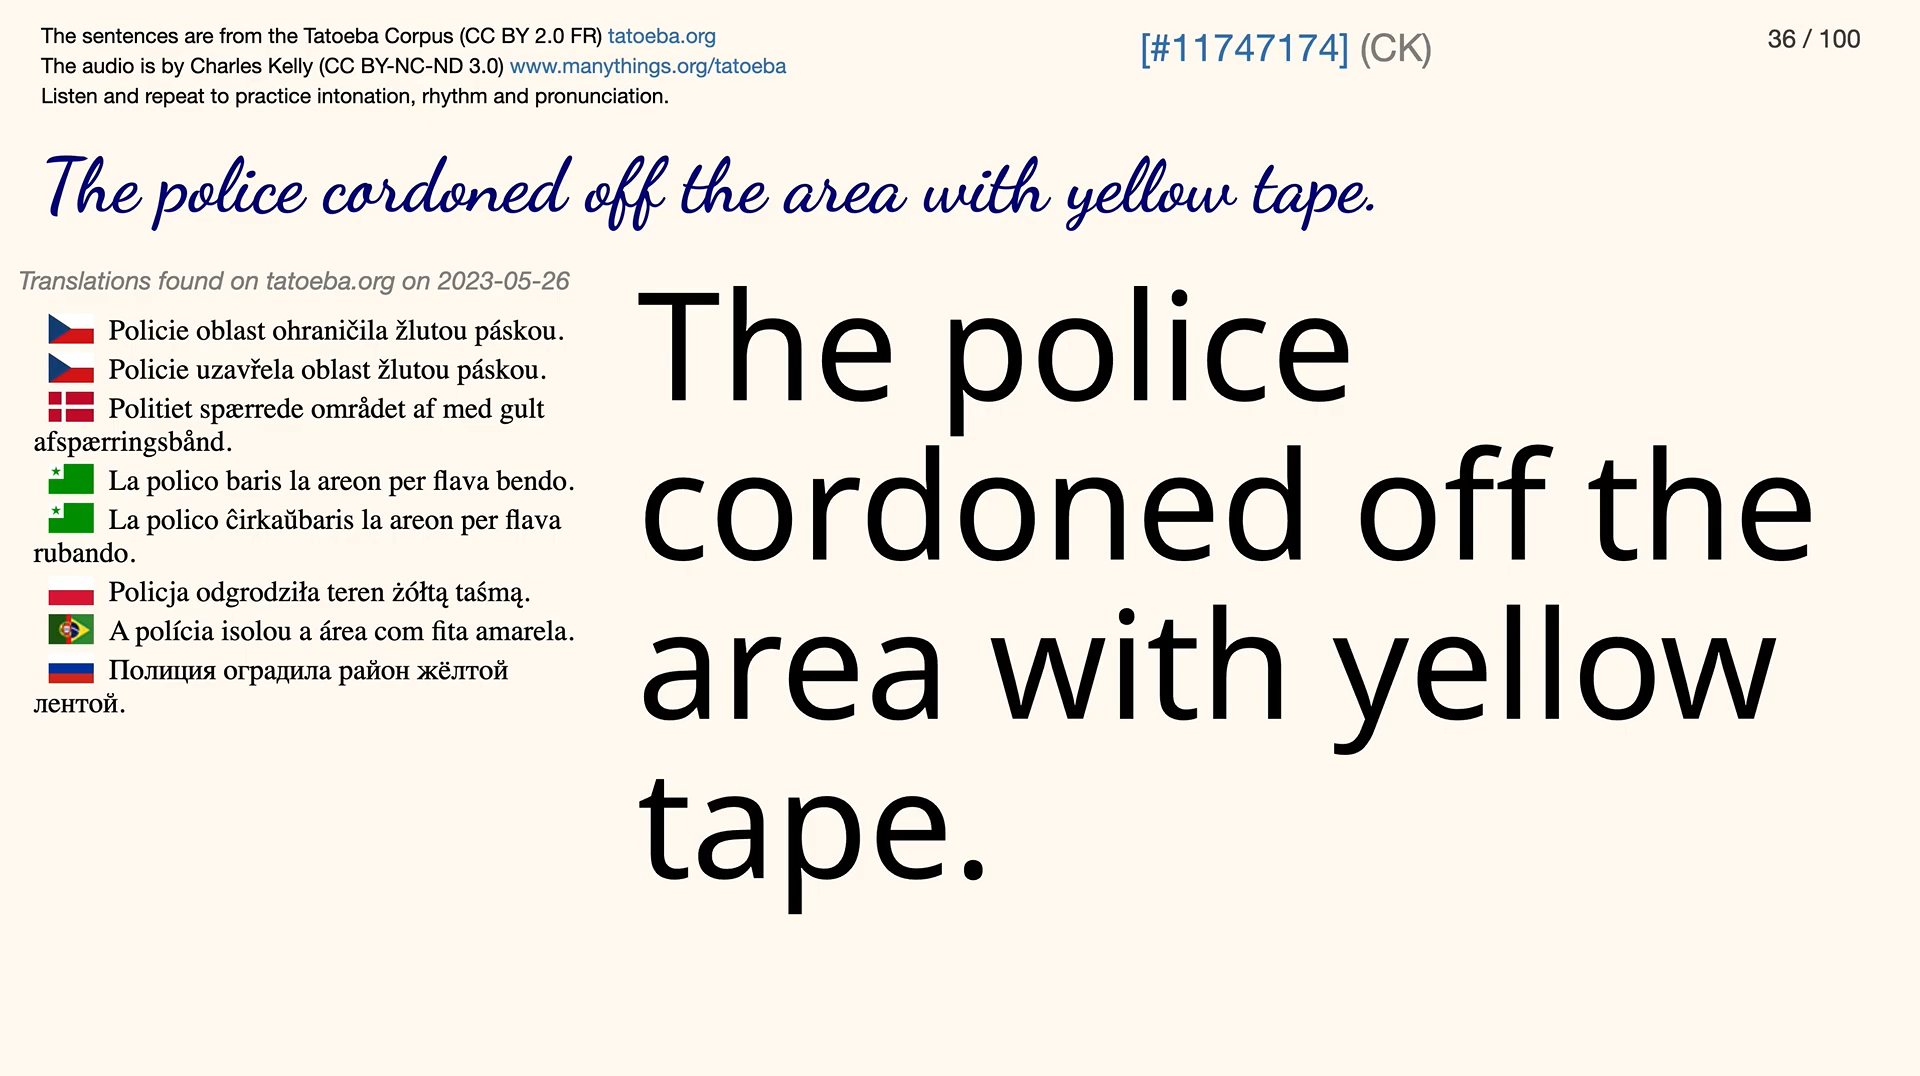 The sentences are from the Tatoeba Corpus (CC BY 2.0 FR) tatoeba.org
The audio is by Charles Kelly (CC BY-NC-ND 3.0) www.manythings.org/tatoeba
Listen and repeat to practice intonation, rhythm and pronunciation.
[#11747174] (CK)
36 / 100
The police cordoned off the area with yellow tape.
Translations found on tatoeba.org on 2023-05-26
Policie oblast ohraničila žlutou páskou.
Policie uzavřela oblast žlutou páskou.
Politiet spærrede området af med gult
afspærringsbånd.
La polico baris la areon per flava bendo.
La polico ĉirkaŭbaris la areon per flava
rubando.
Policja odgrodziła teren żółtą taśmą.
A polícia isolou a área com fita amarela.
Полиция оградила район жёлтой
лентой.
The police
cordoned off the
area with yellow
tape.